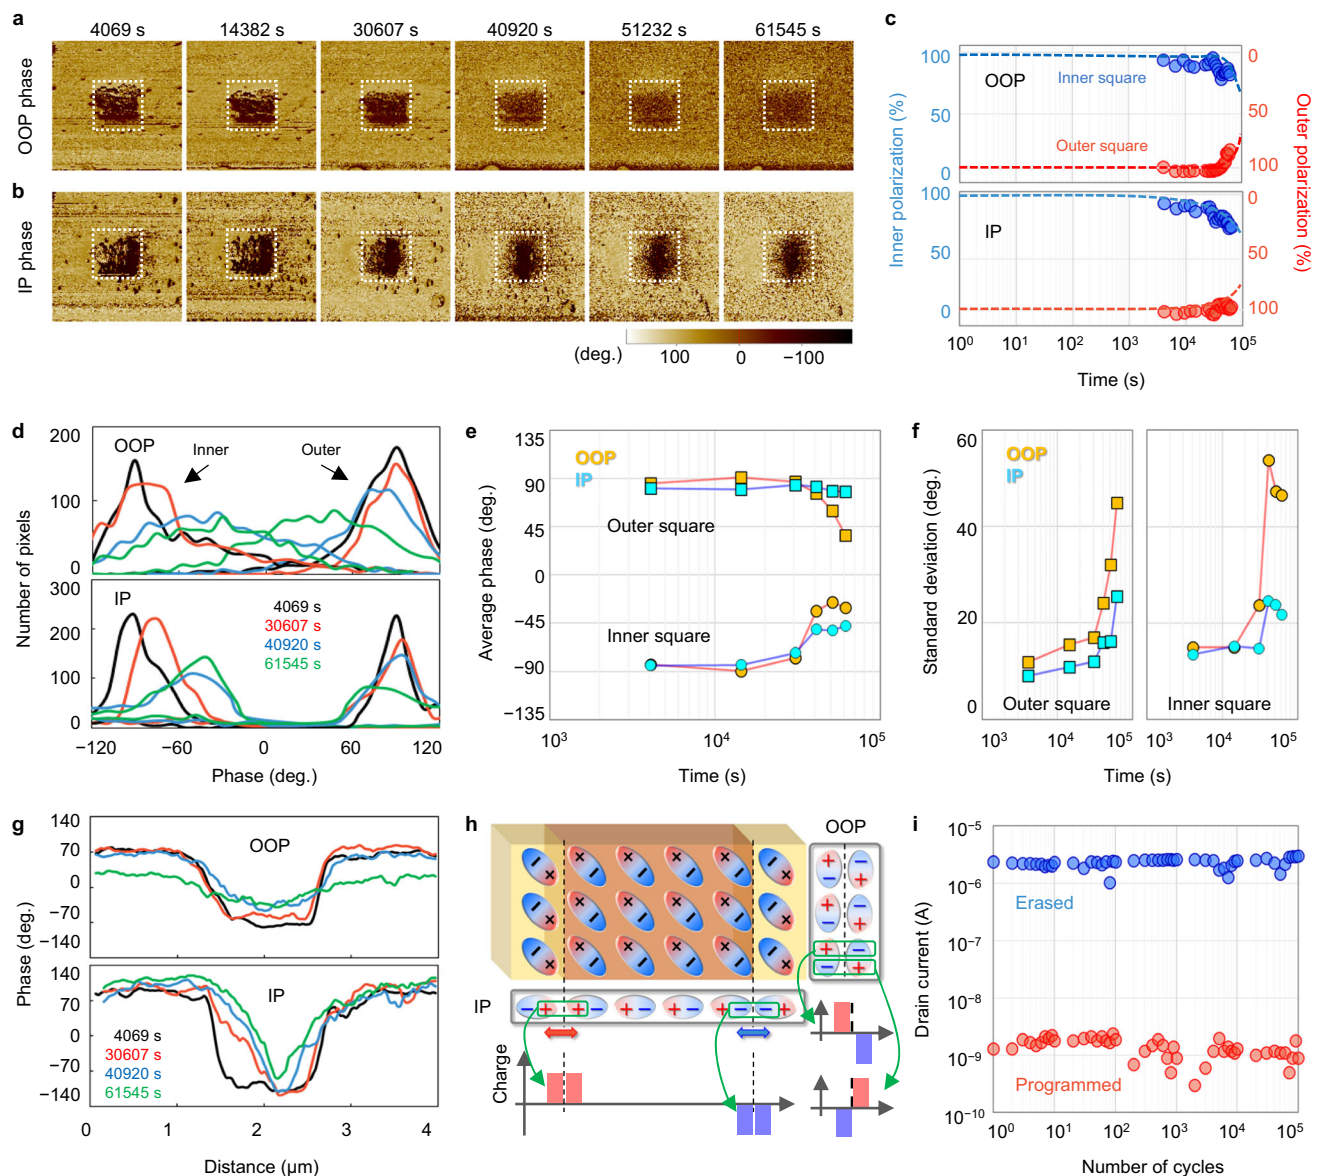 a
4069 s 14382 s 30607 s 40920 s 51232 s 61545 s
OOP phase
b
IP phase
(deg.) 100 0 −100
c
100 0
OOP
Inner square
50 50
Outer square
0 100
100 0
IP
50 50
0 100
Inner polarization (%)
Outer polarization (%)
10⁰ 10¹ 10² 10³ 10⁴ 10⁵
Time (s)
d
200
OOP Inner Outer
100
0
300
IP
200
100
0
4069 s
30607 s
40920 s
61545 s
Number of pixels
−120 −60 0 60 120
Phase (deg.)
e
135
90
45
0
−45
−90
−135
OOP
IP
Outer square
Inner square
Average phase (deg.)
10³ 10⁴ 10⁵
Time (s)
f
60
40
20
0
OOP
IP
Outer square Inner square
Standard deviation (deg.)
10³ 10⁴ 10⁵ 10³ 10⁴ 10⁵
Time (s)
g
140
70
0
−70
−140
OOP
140
70
0
−70
−140
IP
4069 s
30607 s
40920 s
61545 s
Phase (deg.)
0 1 2 3 4
Distance (μm)
h
OOP
IP
Charge
i
10⁻⁵
10⁻⁶
10⁻⁷
10⁻⁸
10⁻⁹
10⁻¹⁰
Erased
Programmed
Drain current (A)
10⁰ 10¹ 10² 10³ 10⁴ 10⁵
Number of cycles